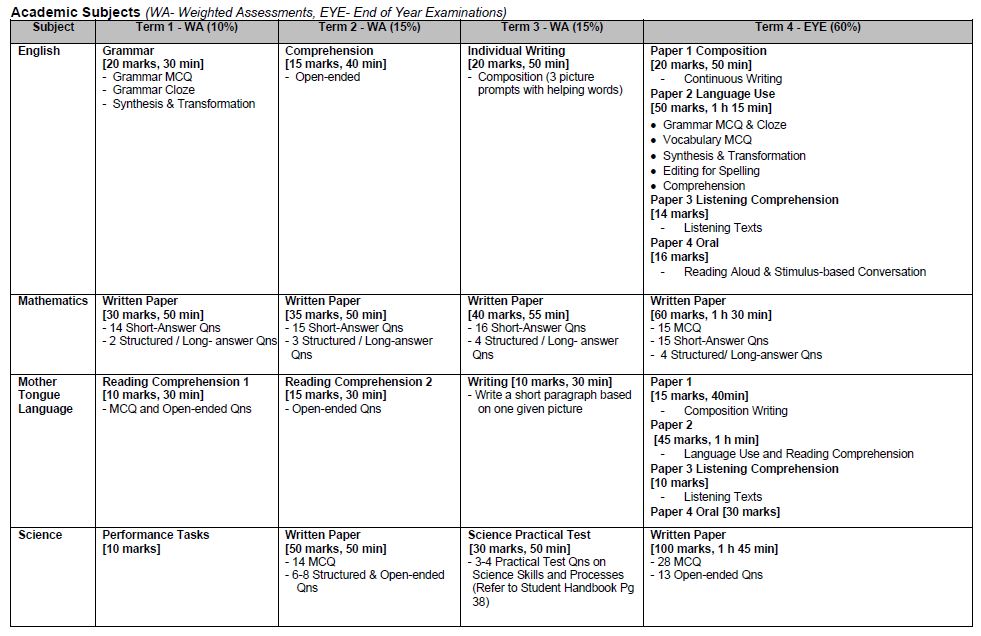 Academic Subjects (WA- Weighted Assessments, EYE- End of Year Examinations)
Subject
Term 1 - WA (10%)
Term 2 - WA (15%)
Term 3 - WA (15%)
Term 4 - EYE (60%)
English
Grammar
[20 marks, 30 min]
- Grammar MCQ
- Grammar Cloze
- Synthesis & Transformation
Comprehension
[15 marks, 40 min]
- Open-ended
Individual Writing
[20 marks, 50 min]
- Composition (3 picture
prompts with helping words)
Paper 1 Composition
[20 marks, 50 min]
- Continuous Writing
Paper 2 Language Use
[50 marks, 1 h 15 min]
• Grammar MCQ & Cloze
• Vocabulary MCQ
• Synthesis & Transformation
• Editing for Spelling
• Comprehension
Paper 3 Listening Comprehension
[14 marks]
- Listening Texts
Paper 4 Oral
[16 marks]
- Reading Aloud & Stimulus-based Conversation
Mathematics
Written Paper
[30 marks, 50 min]
- 14 Short-Answer Qns
- 2 Structured / Long- answer Qns
Written Paper
[35 marks, 50 min]
- 15 Short-Answer Qns
- 3 Structured / Long-answer
Qns
Written Paper
[40 marks, 55 min]
- 16 Short-Answer Qns
- 4 Structured / Long- answer
Qns
Written Paper
[60 marks, 1 h 30 min]
- 15 MCQ
- 15 Short-Answer Qns
- 4 Structured/ Long-answer Qns
Mother
Tongue
Language
Reading Comprehension 1
[10 marks, 30 min]
- MCQ and Open-ended Qns
Reading Comprehension 2
[15 marks, 30 min]
- Open-ended Qns
Writing [10 marks, 30 min]
- Write a short paragraph based
on one given picture
Paper 1
[15 marks, 40min]
- Composition Writing
Paper 2
[45 marks, 1 h min]
- Language Use and Reading Comprehension
Paper 3 Listening Comprehension
[10 marks]
- Listening Texts
Paper 4 Oral [30 marks]
Science
Performance Tasks
[10 marks]
Written Paper
[50 marks, 50 min]
- 14 MCQ
- 6-8 Structured & Open-ended
Qns
Science Practical Test
[30 marks, 50 min]
- 3-4 Practical Test Qns on
Science Skills and Processes
(Refer to Student Handbook Pg
38)
Written Paper
[100 marks, 1 h 45 min]
- 28 MCQ
- 13 Open-ended Qns